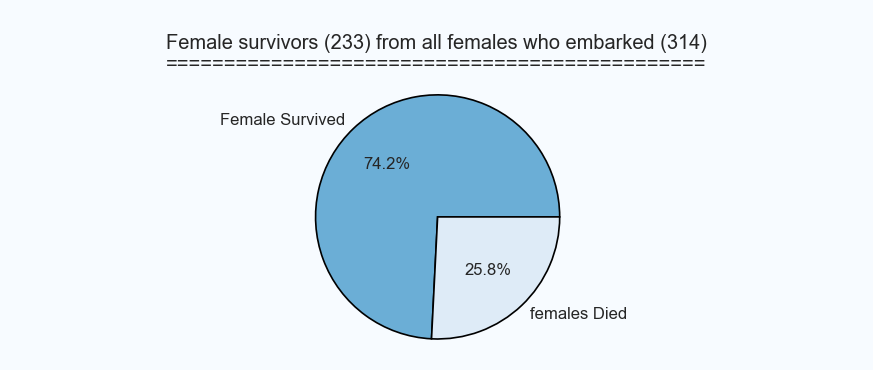 Female survivors (233) from all females who embarked (314)
===============================================
Female Survived
74.2%
25.8%
females Died